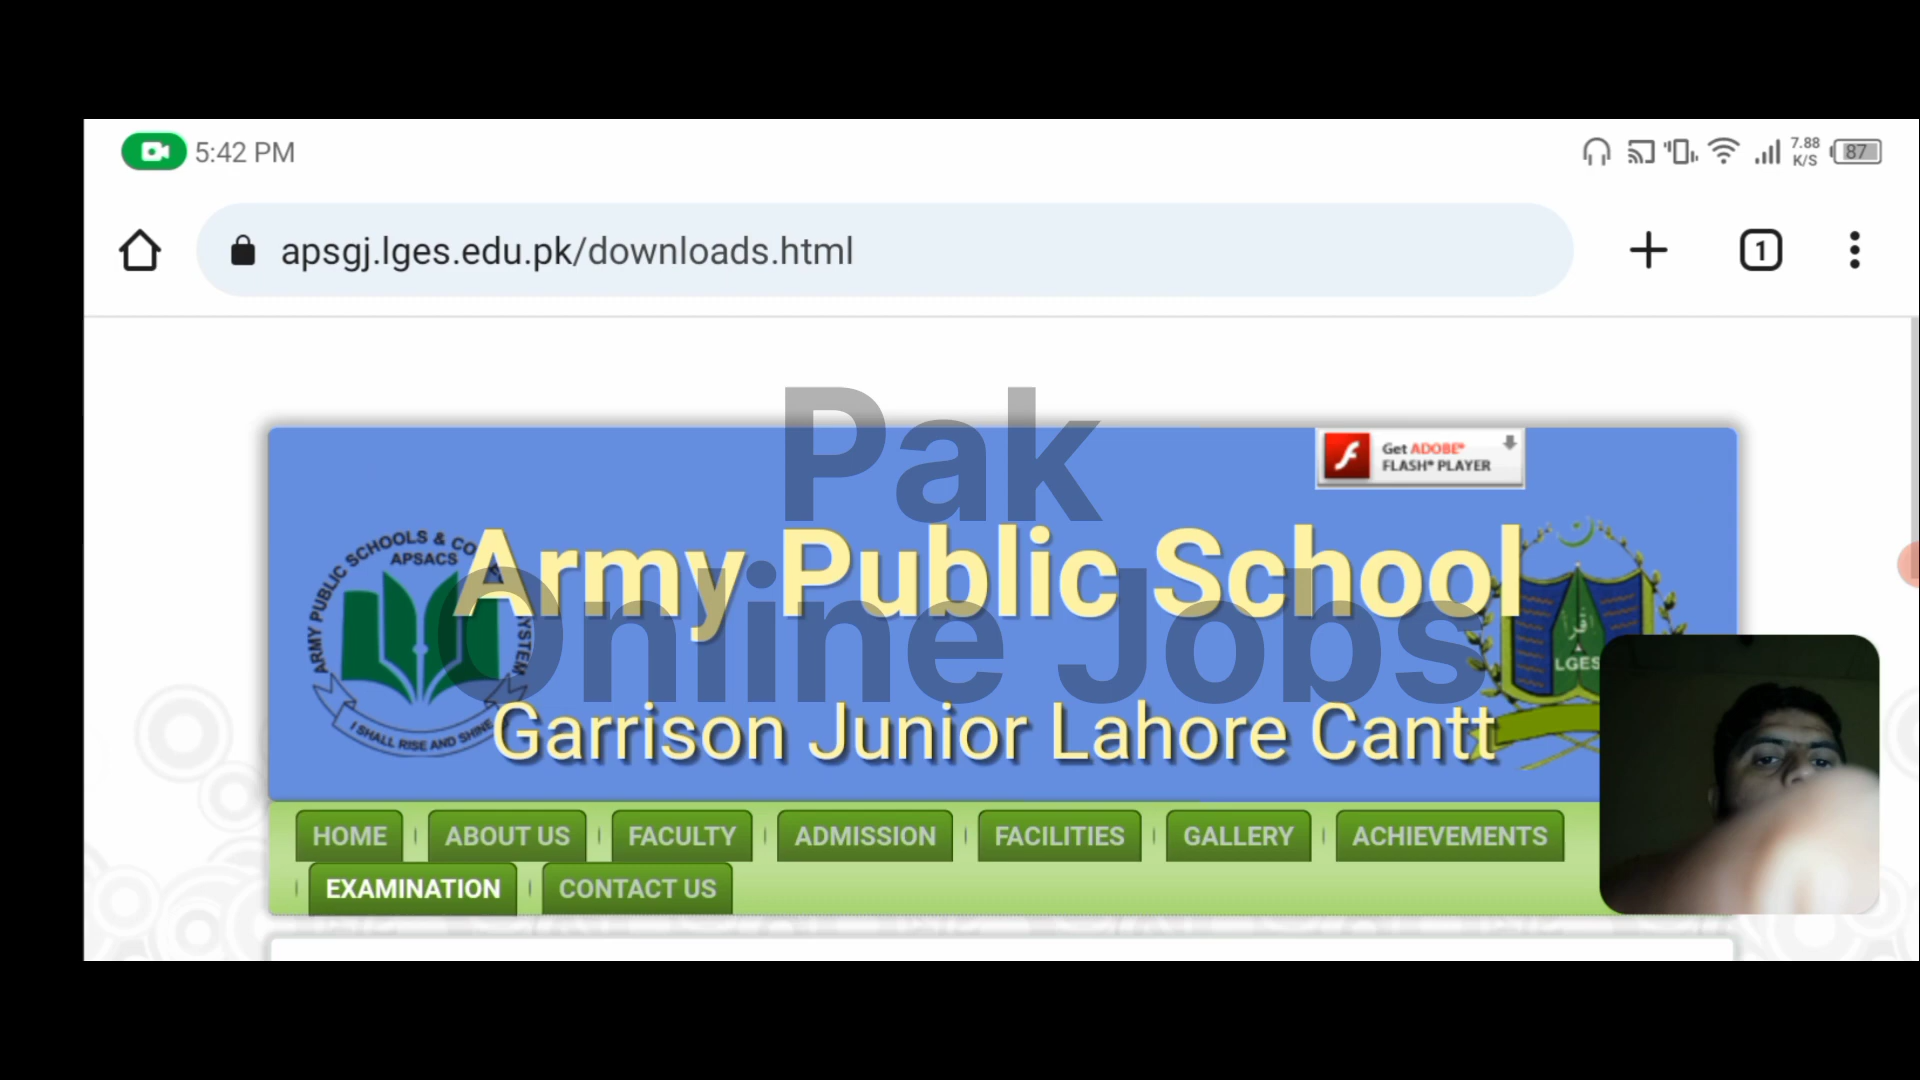 5:42 PM
7.88
K/S
87
apsgj.lges.edu.pk/downloads.html
1
Pak
Online Jobs
Get ADOBE®
FLASH® PLAYER
ARMY PUBLIC SCHOOLS & CO
YSTEM
APSACS
I SHALL RISE AND SHINE
Army Public School
LGES
Garrison Junior Lahore Cantt
HOME
ABOUT US
FACULTY
ADMISSION
FACILITIES
GALLERY
ACHIEVEMENTS
EXAMINATION
CONTACT US